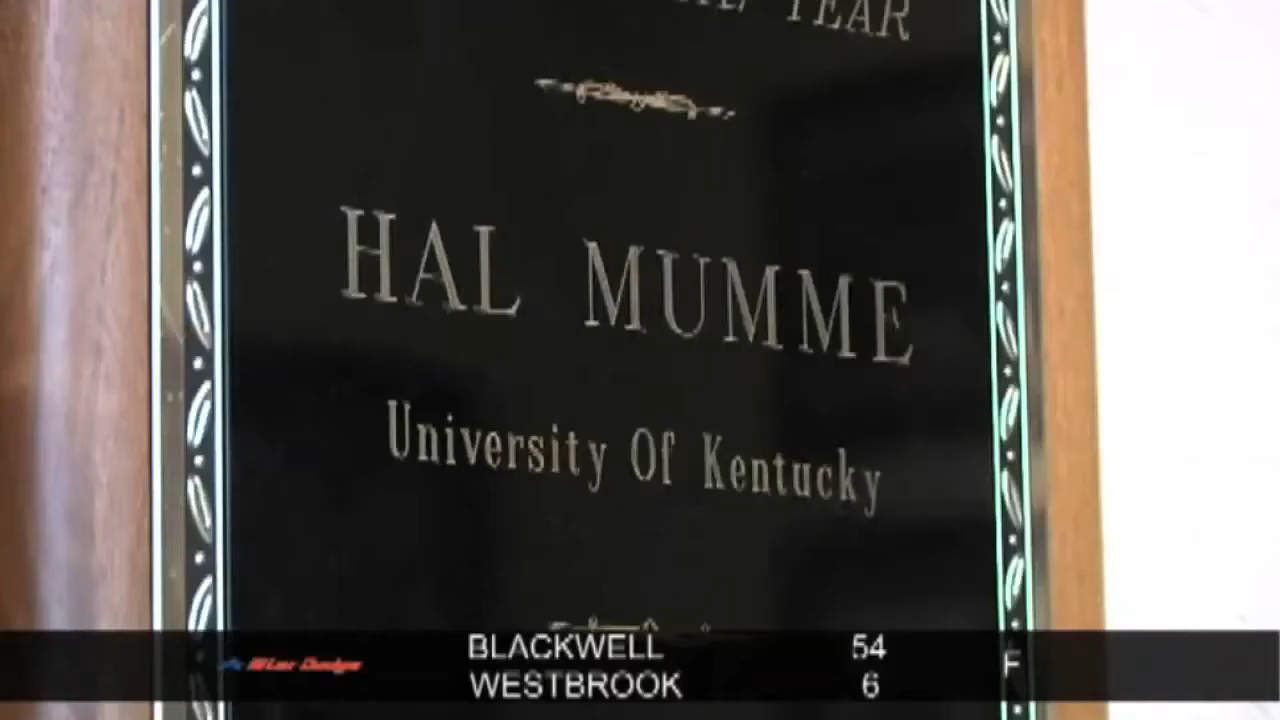 YEAR
HAL MUMME
University Of Kentucky
BLACKWELL 54
WESTBROOK 6
F